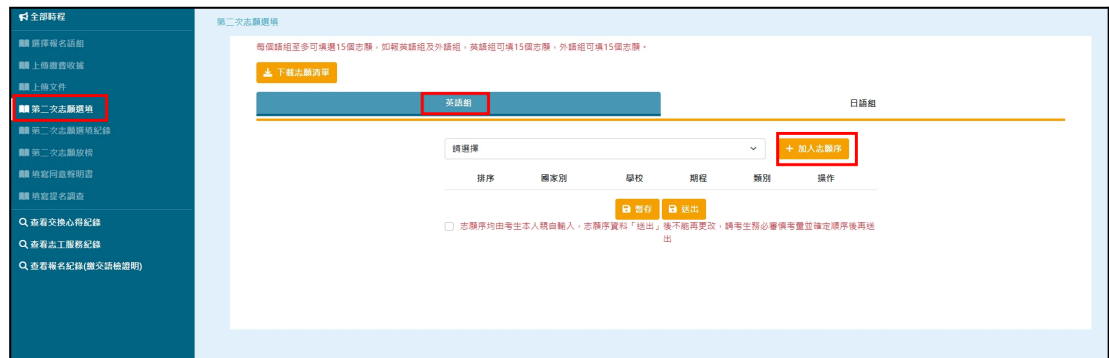 全部時程
選擇報名語組
上傳繳費收據
上傳文件
第二次志願選填
第二次志願選填紀錄
第二次志願放榜
填寫同意聲明書
填寫提名調查
查看交換心得紀錄
查看志工服務紀錄
查看報名紀錄(繳交語檢證明)
第二次志願選填
每個語組至多可填選15個志願，如報英語組及外語組，英語組可填15個志願，外語組可填15個志願。
下載志願清單
英語組 日語組
請選擇 + 加入志願序
排序 國家別 學校 期程 類別 操作
暫存 送出
志願序均由考生本人親自輸入，志願序資料「送出」後不能再更改，請考生務必審慎考量並確定順序後再送
出